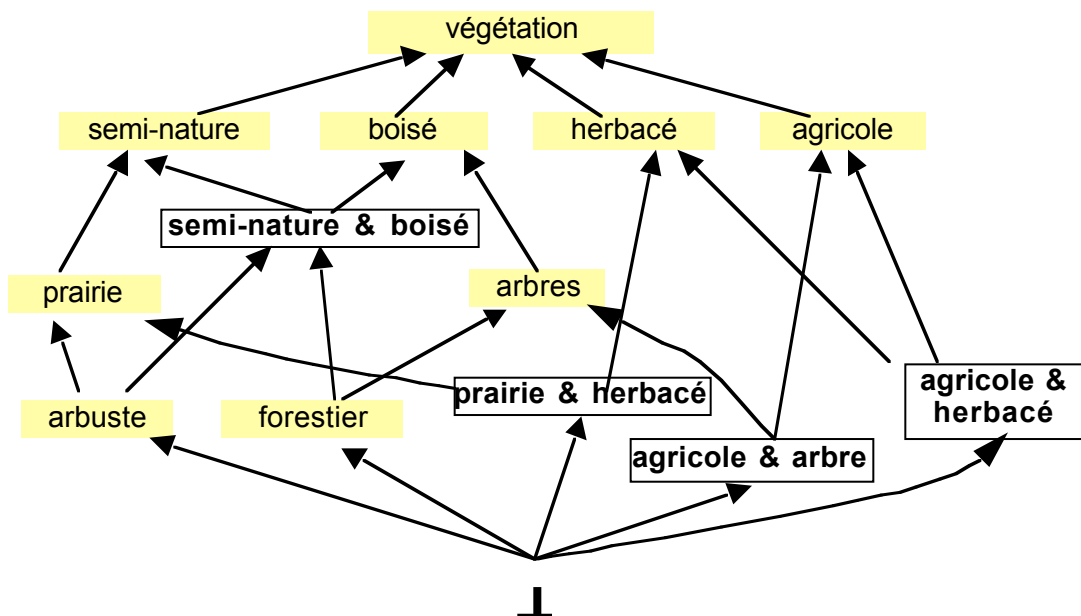 végétation
semi-nature
boisé
herbacé
agricole
semi-nature & boisé
prairie
arbres
arbuste
forestier
prairie & herbacé
agricole &
herbacé
agricole & arbre
⊥